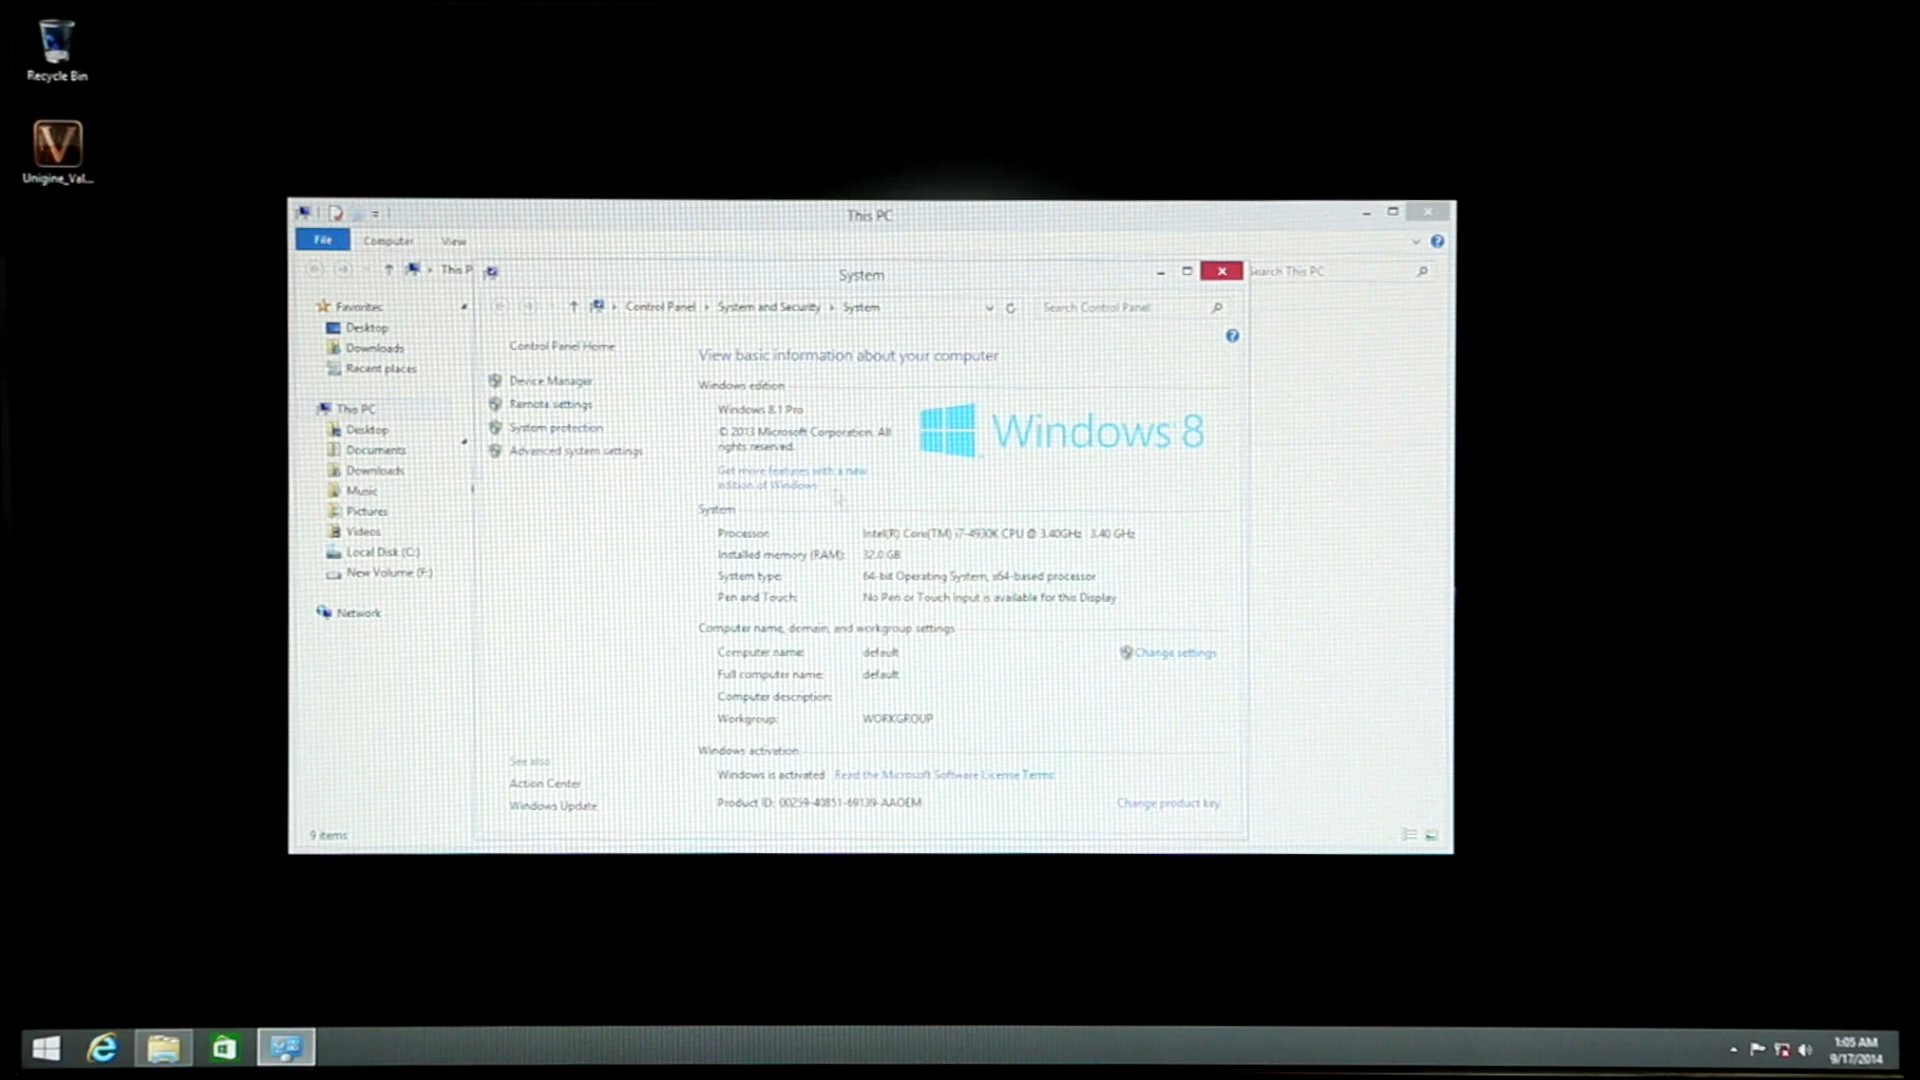 Recycle Bin
Unigine_Val...
This PC
File
Computer
View
This P
Search This PC
System
Control Panel
System and Security
System
Search Control Panel
Favorites
Desktop
Downloads
Recent places
This PC
Desktop
Documents
Downloads
Music
Pictures
Videos
Local Disk (C:)
New Volume (F:)
Network
9 items
Control Panel Home
Device Manager
Remote settings
System protection
Advanced system settings
See also
Action Center
Windows Update
View basic information about your computer
Windows edition
Windows 8.1 Pro
© 2013 Microsoft Corporation. All
rights reserved.
Get more features with a new
edition of Windows
Windows 8
System
Processor: Intel(R) Core(TM) i7-4930K CPU @ 3.40GHz 3.40 GHz
Installed memory (RAM): 32.0 GB
System type: 64-bit Operating System, x64-based processor
Pen and Touch: No Pen or Touch Input is available for this Display
Computer name, domain, and workgroup settings
Computer name: default
Change settings
Full computer name: default
Computer description:
Workgroup: WORKGROUP
Windows activation
Windows is activated Read the Microsoft Software License Terms
Product ID: 00259-40851-69139-AAOEM
Change product key
1:05 AM
9/17/2014